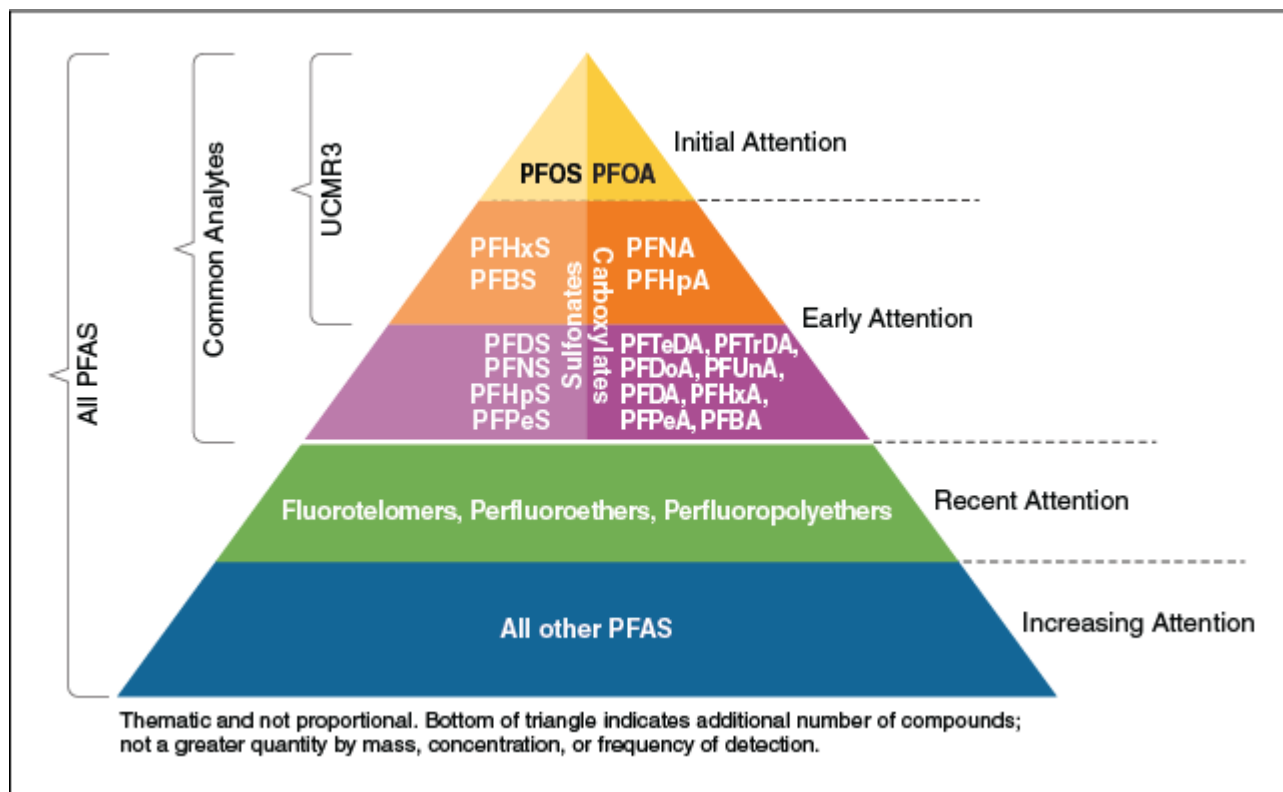 All PFAS
Common Analytes
UCMR3
PFOS PFOA
Initial Attention
PFHxS
PFBS
PFNA
PFHpA
Sulfonates
Carboxylates
Early Attention
PFDS
PFNS
PFHpS
PFPeS
PFTeDA, PFTrDA,
PFDoA, PFUnA,
PFDA, PFHxA,
PFPeA, PFBA
Fluorotelomers, Perfluoroethers, Perfluoropolyethers
Recent Attention
All other PFAS
Increasing Attention
Thematic and not proportional. Bottom of triangle indicates additional number of compounds;
not a greater quantity by mass, concentration, or frequency of detection.